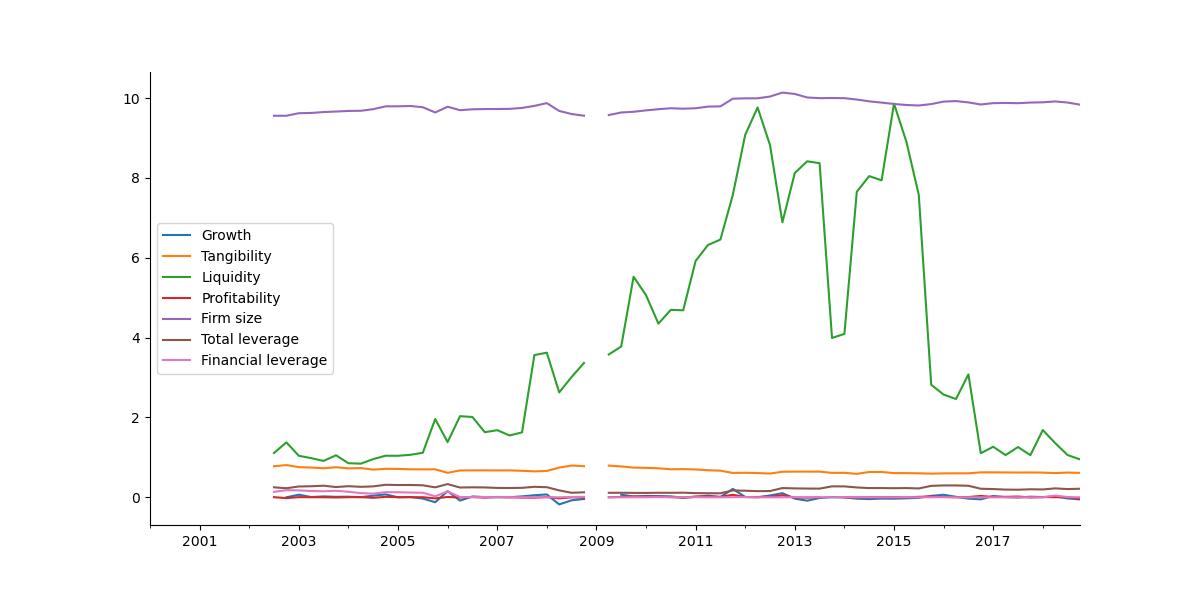 10
8
6
4
2
0
Growth
Tangibility
Liquidity
Profitability
Firm size
Total leverage
Financial leverage
2001 2003 2005 2007 2009 2011 2013 2015 2017